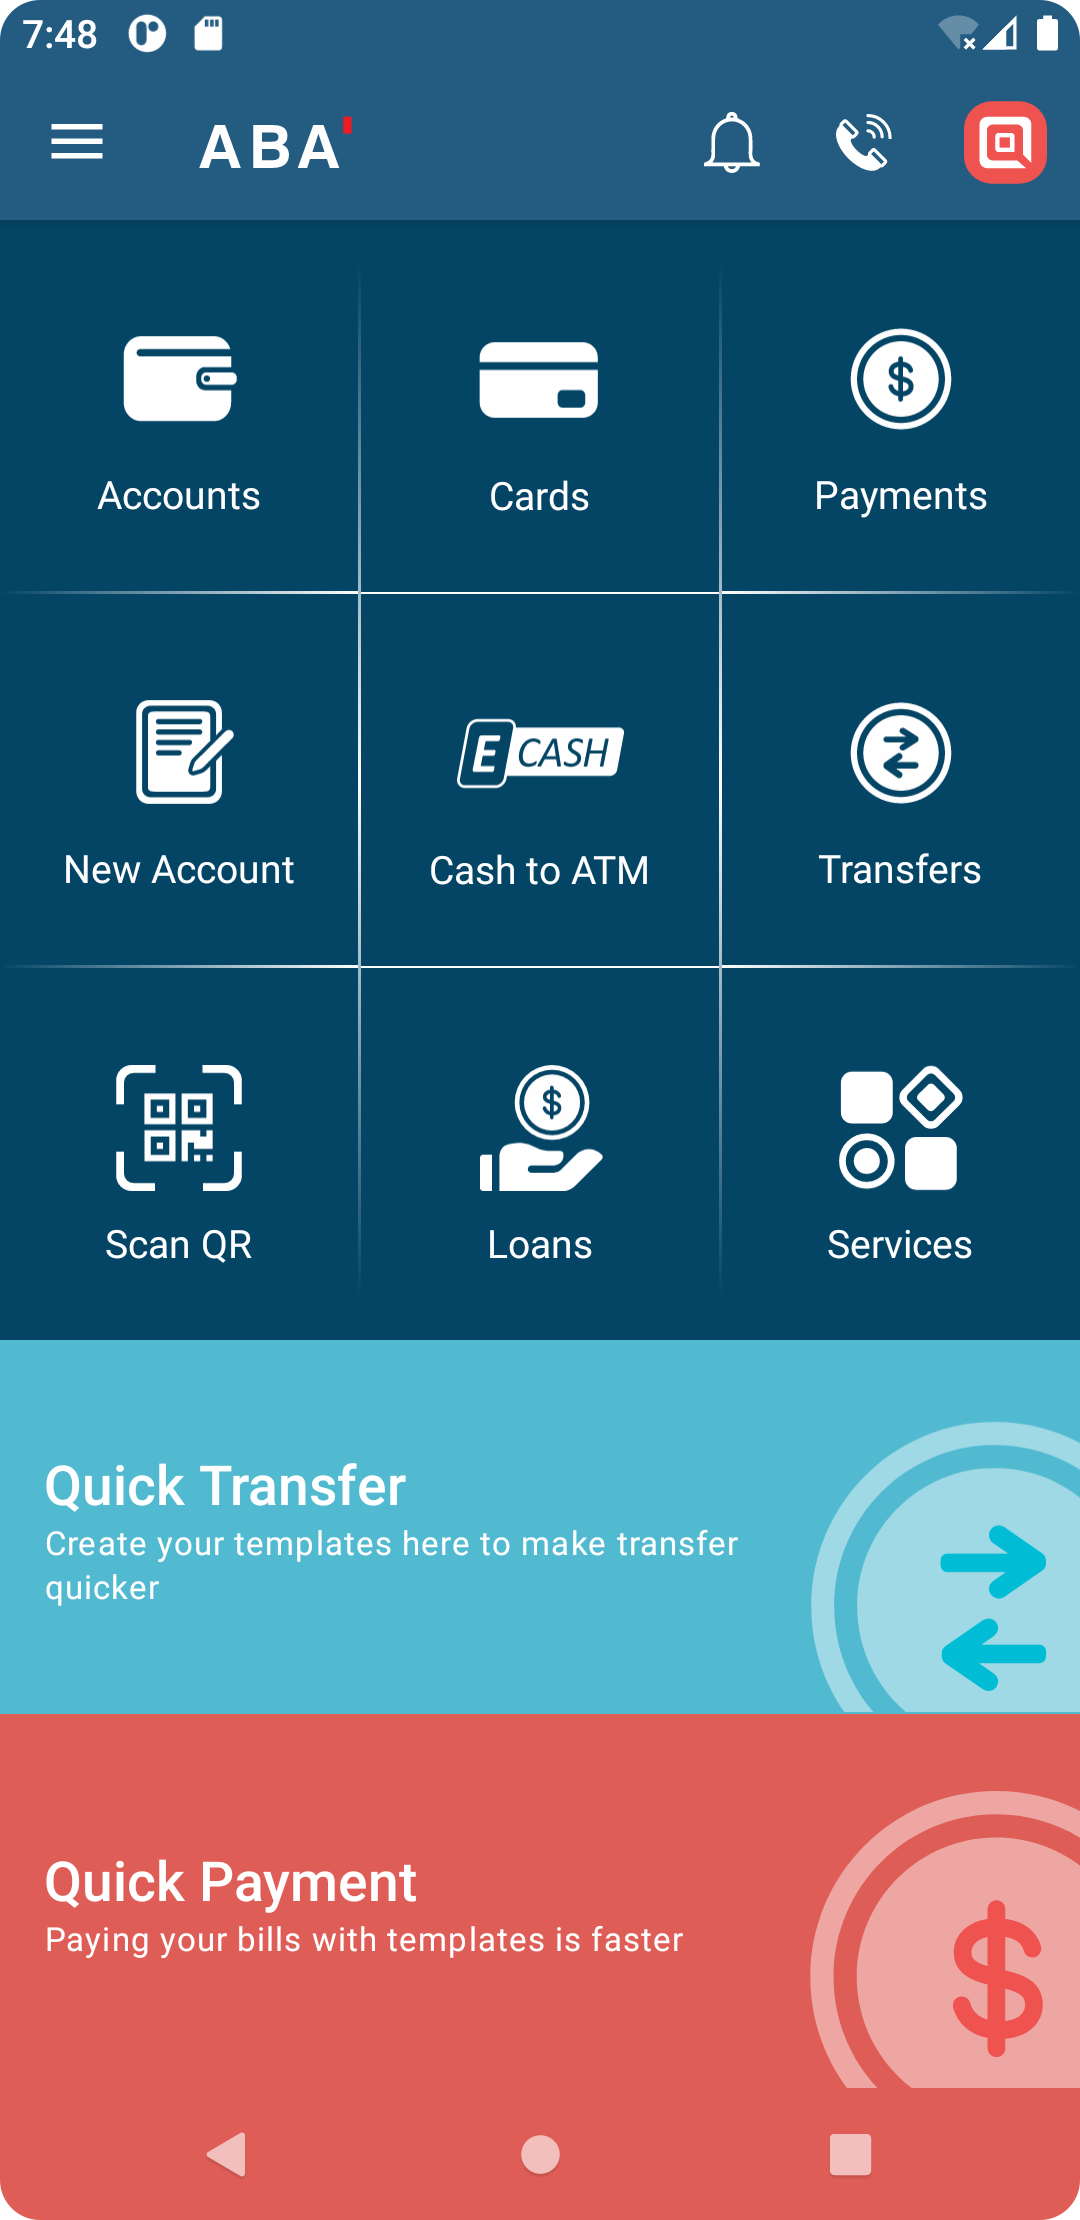 7:48
ABA'
Accounts
Cards
Payments
New Account
E CASH
Cash to ATM
Transfers
Scan QR
Loans
Services
Quick Transfer
Create your templates here to make transfer
quicker
Quick Payment
Paying your bills with templates is faster